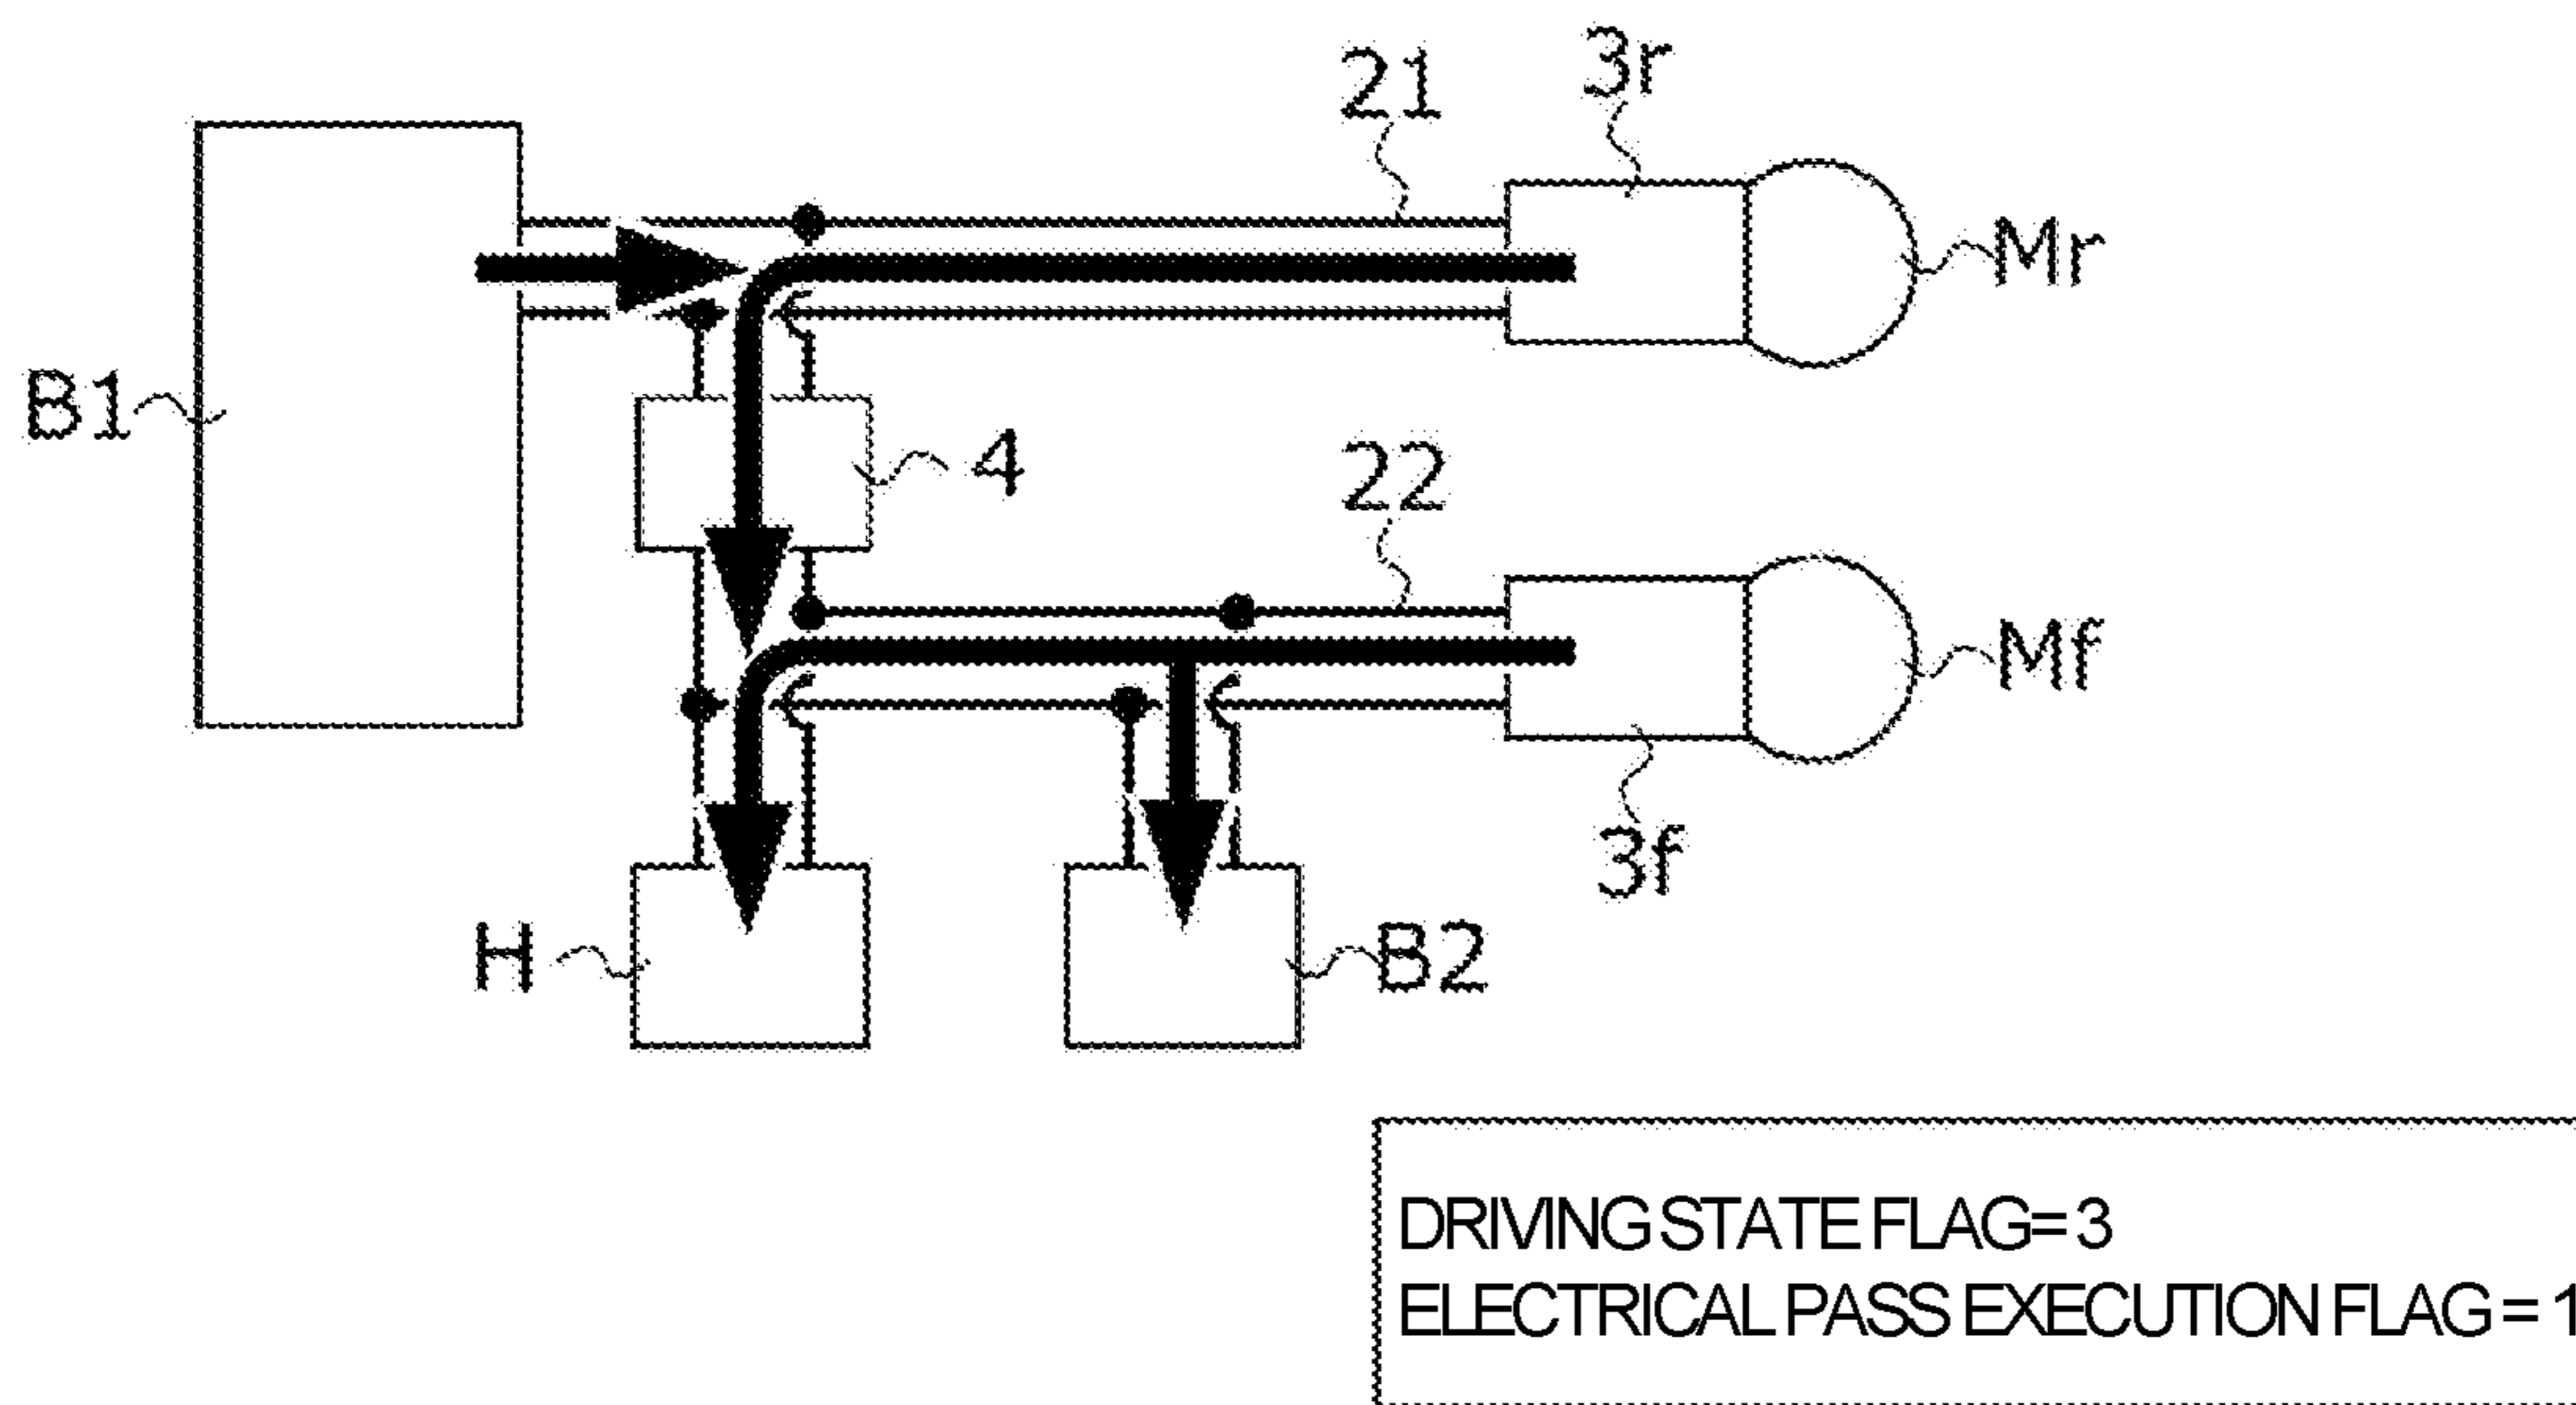 3r
21
Mr
B1
4
22
Mf
3f
H
B2
DRIVING STATE FLAG= 3
ELECTRICAL PASS EXECUTION FLAG = 1